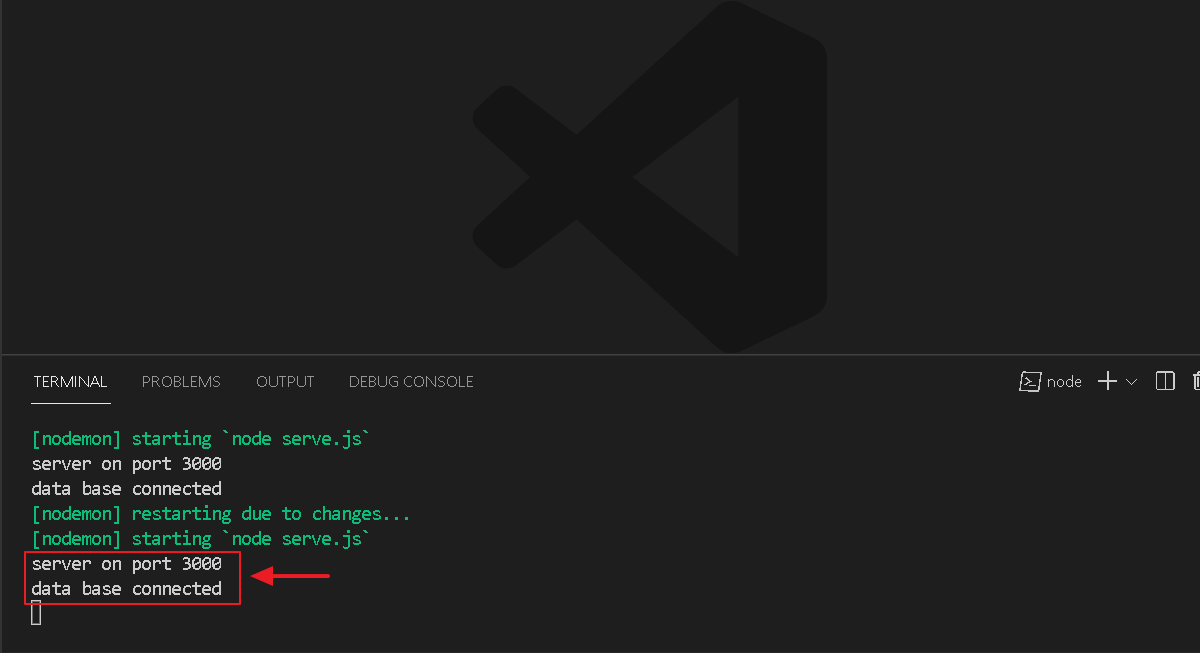 TERMINAL PROBLEMS OUTPUT DEBUG CONSOLE node
[nodemon] starting `node serve.js`
server on port 3000
data base connected
[nodemon] restarting due to changes...
[nodemon] starting `node serve.js`
server on port 3000
data base connected